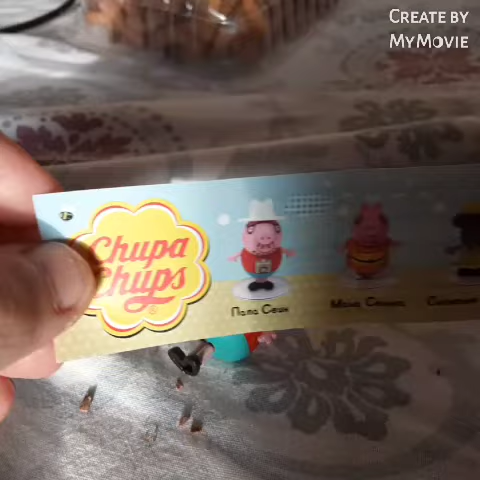 CREATE BY
MYMOVIE
Chupa
Chups
Папа Свин
Мама Свинка